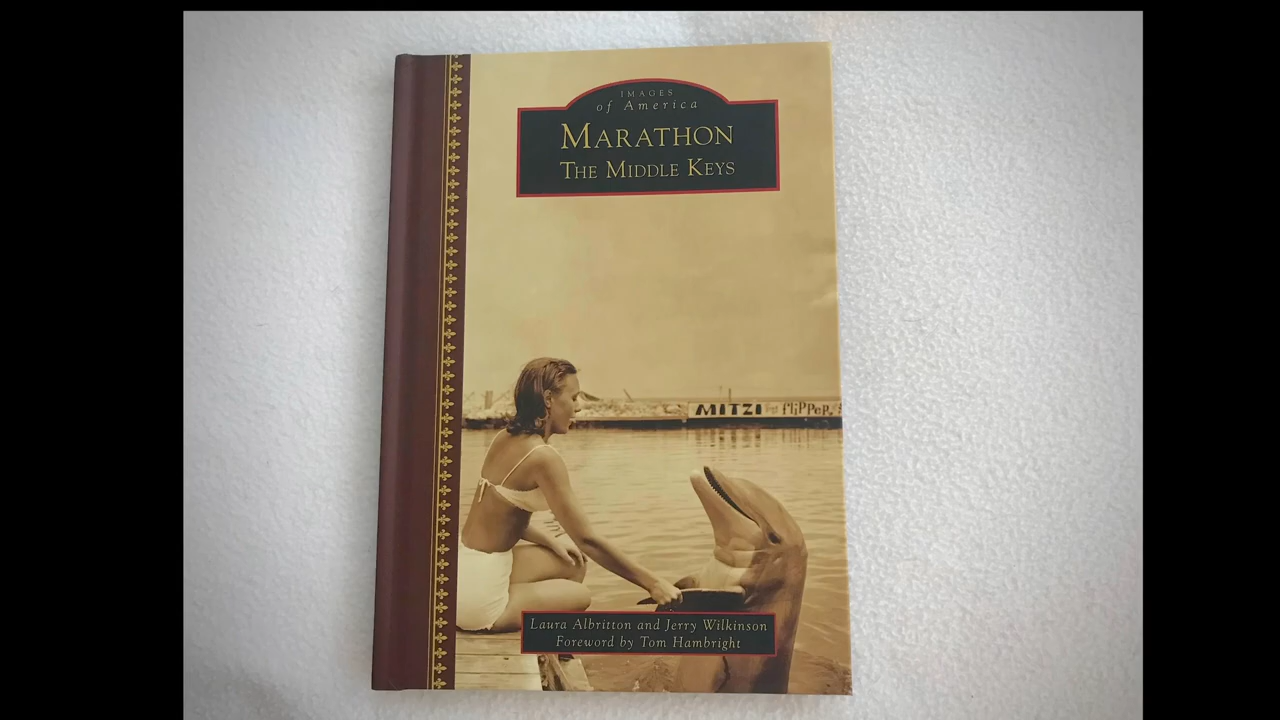 IMAGES
of America
MARATHON
THE MIDDLE KEYS
MITZI flipper,
Laura Albritton and Jerry Wilkinson
Foreword by Tom Hambright